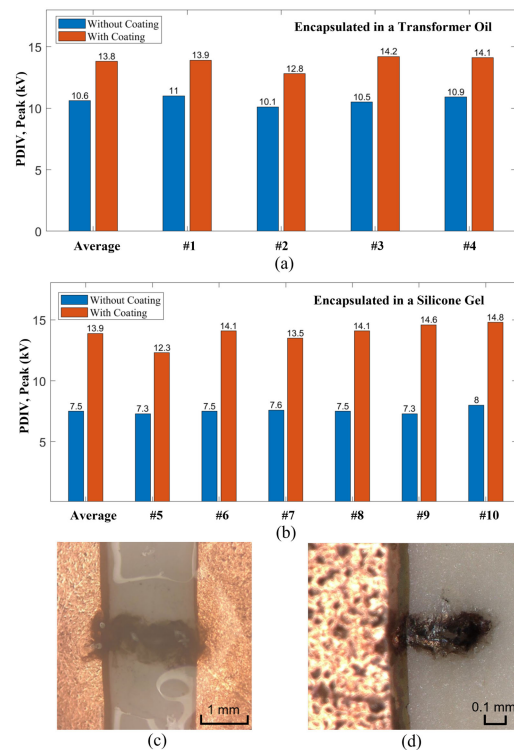 Without Coating
With Coating
Encapsulated in a Transformer Oil
PDIV, Peak (kV)
15
10
5
0
10.6
13.8
11
13.9
10.1
12.8
10.5
14.2
10.9
14.1
Average
#1
#2
#3
#4
(a)
Without Coating
With Coating
Encapsulated in a Silicone Gel
PDIV, Peak (kV)
15
10
5
7.5
13.9
7.3
12.3
7.5
14.1
7.6
13.5
7.5
14.1
7.3
14.6
8
14.8
Average
#5
#6
#7
#8
#9
#10
(b)
1 mm
0.1 mm
(c)
(d)